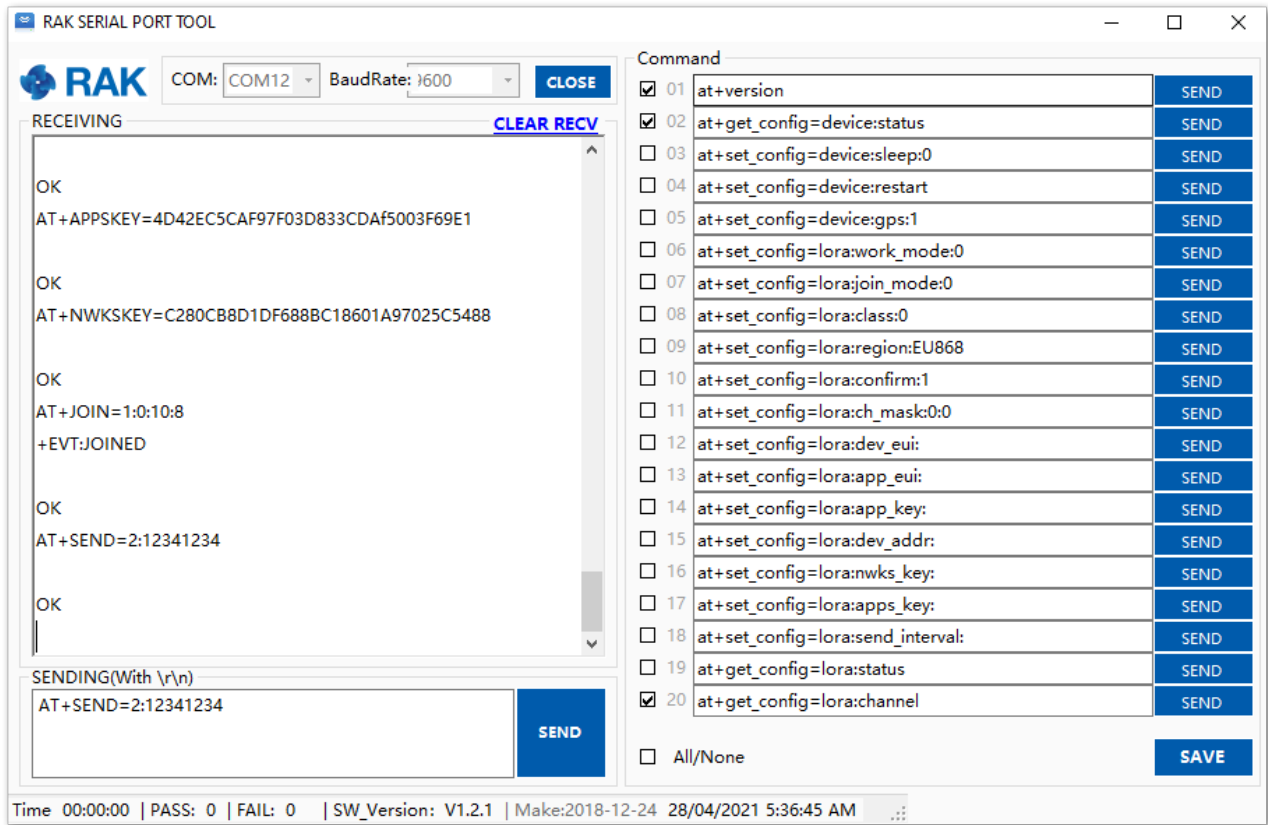 RAK SERIAL PORT TOOL
RAK
COM: COM12 BaudRate: 9600 CLOSE
RECEIVING CLEAR RECV
OK
AT+APPSKEY=4D42EC5CAF97F03D833CDAf5003F69E1
OK
AT+NWKSKEY=C280CB8D1DF688BC18601A97025C5488
OK
AT+JOIN=1:0:10:8
+EVT:JOINED
OK
AT+SEND=2:12341234
OK
SENDING(With \r\n)
AT+SEND=2:12341234
SEND
Command
01 at+version SEND
02 at+get_config=device:status SEND
03 at+set_config=device:sleep:0 SEND
04 at+set_config=device:restart SEND
05 at+set_config=device:gps:1 SEND
06 at+set_config=lora:work_mode:0 SEND
07 at+set_config=lora:join_mode:0 SEND
08 at+set_config=lora:class:0 SEND
09 at+set_config=lora:region:EU868 SEND
10 at+set_config=lora:confirm:1 SEND
11 at+set_config=lora:ch_mask:0:0 SEND
12 at+set_config=lora:dev_eui: SEND
13 at+set_config=lora:app_eui: SEND
14 at+set_config=lora:app_key: SEND
15 at+set_config=lora:dev_addr: SEND
16 at+set_config=lora:nwks_key: SEND
17 at+set_config=lora:apps_key: SEND
18 at+set_config=lora:send_interval: SEND
19 at+get_config=lora:status SEND
20 at+get_config=lora:channel SEND
All/None SAVE
Time 00:00:00 | PASS: 0 | FAIL: 0 | SW_Version: V1.2.1 | Make:2018-12-24 28/04/2021 5:36:45 AM